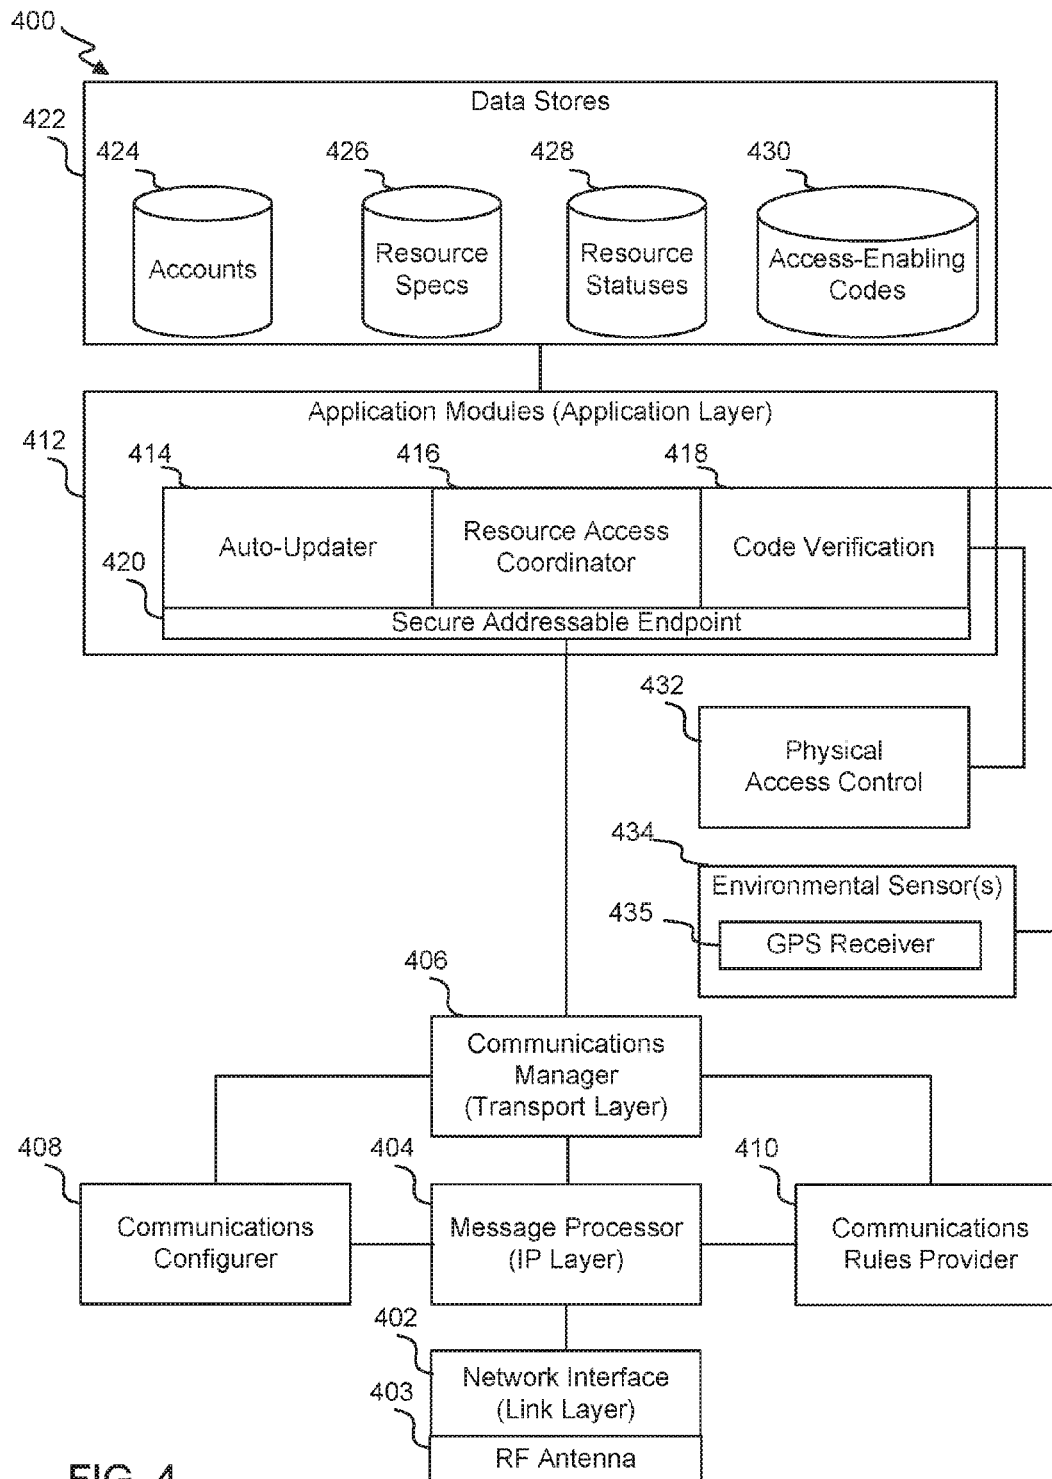 400
Data Stores
422
424
426
428
430
Accounts
Resource
Specs
Resource
Statuses
Access-Enabling
Codes
Application Modules (Application Layer)
412
414
416
418
Auto-Updater
Resource Access
Coordinator
Code Verification
420
Secure Addressable Endpoint
432
Physical
Access Control
434
Environmental Sensor(s)
435
GPS Receiver
406
Communications
Manager
(Transport Layer)
408
404
410
Communications
Configurer
Message Processor
(IP Layer)
Communications
Rules Provider
402
Network Interface
(Link Layer)
403
RF Antenna
FIG. 4